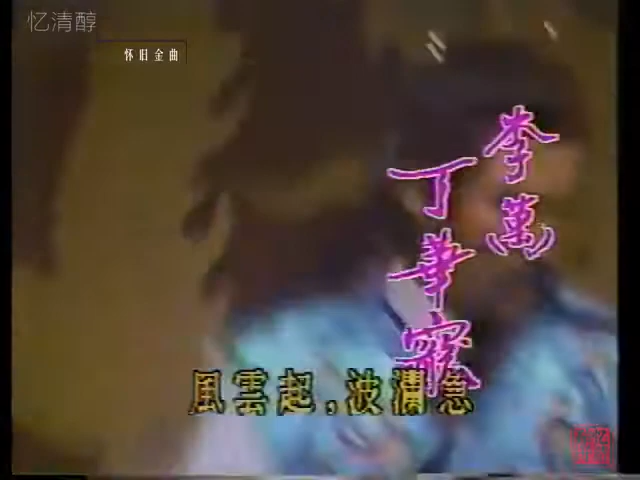 忆清醇
怀旧金曲
李萬
丁華寵
風雲起,波濤急